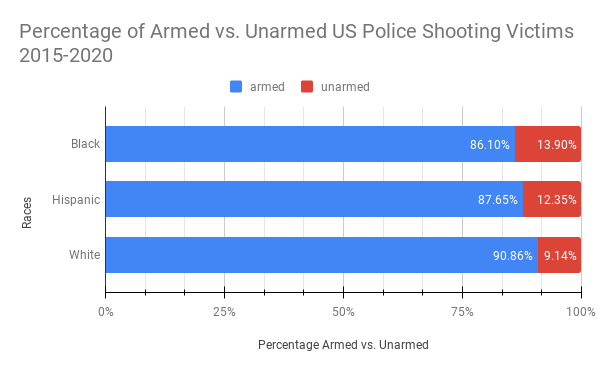 Percentage of Armed vs. Unarmed US Police Shooting Victims
2015-2020
armed unarmed
Black 86.10% 13.90%
Hispanic 87.65% 12.35%
White 90.86% 9.14%
Races
0% 25% 50% 75% 100%
Percentage Armed vs. Unarmed